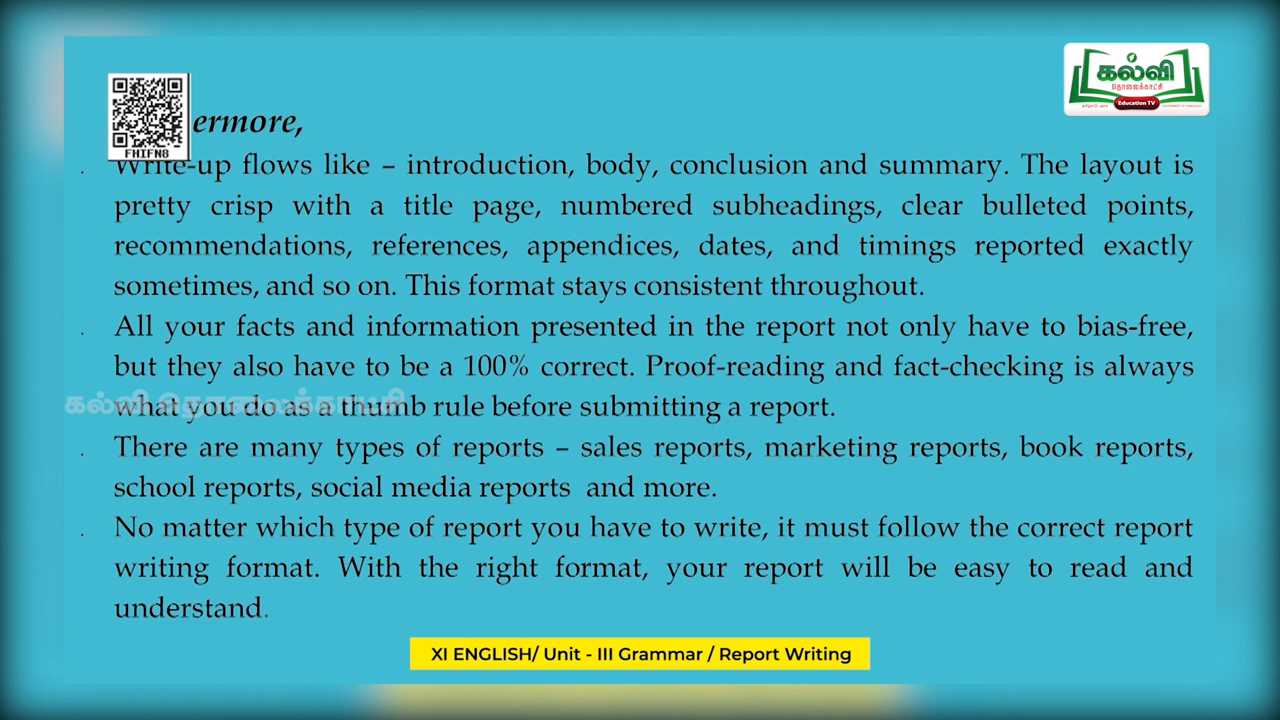 கல்வி
தொலைக்காட்சி
Education TV
FHIFN8
ermore,
Write-up flows like – introduction, body, conclusion and summary. The layout is
pretty crisp with a title page, numbered subheadings, clear bulleted points,
recommendations, references, appendices, dates, and timings reported exactly
sometimes, and so on. This format stays consistent throughout.
All your facts and information presented in the report not only have to bias-free,
but they also have to be a 100% correct. Proof-reading and fact-checking is always
what you do as a thumb rule before submitting a report.
கல்வி தொலைக்காட்சி
There are many types of reports – sales reports, marketing reports, book reports,
school reports, social media reports and more.
No matter which type of report you have to write, it must follow the correct report
writing format. With the right format, your report will be easy to read and
understand.
XI ENGLISH/ Unit - III Grammar / Report Writing